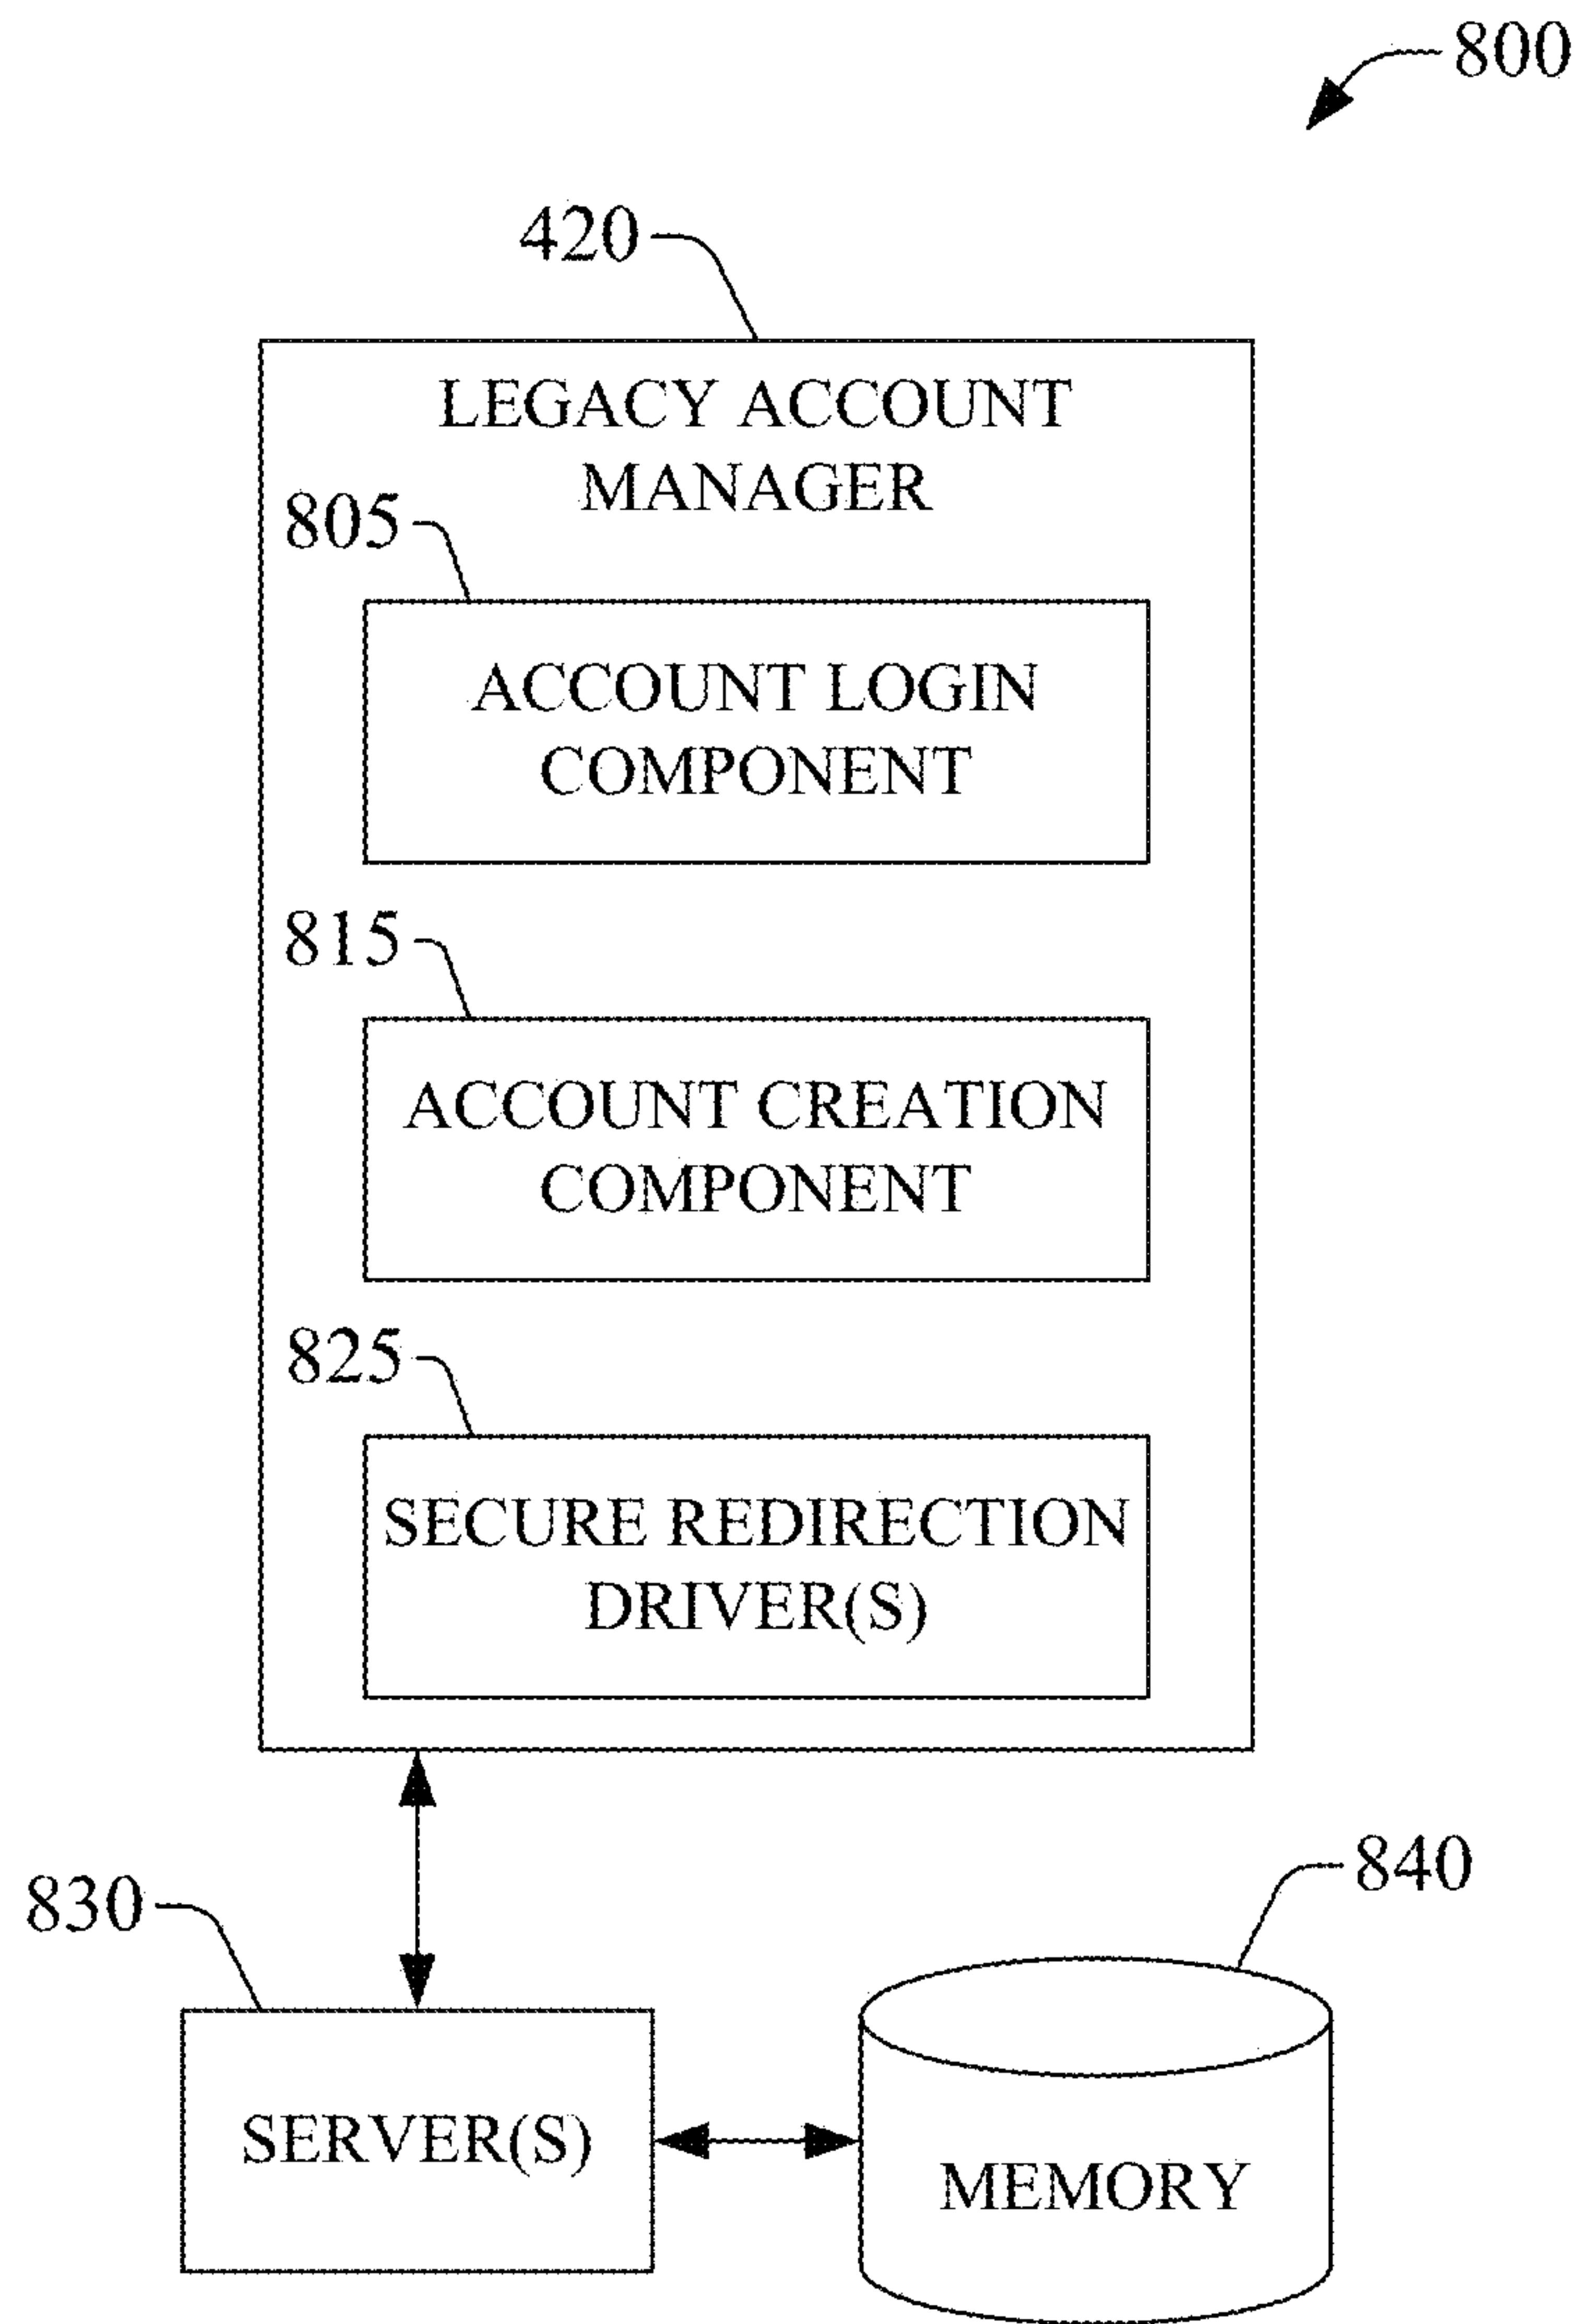 800
420
LEGACY ACCOUNT
MANAGER
805
ACCOUNT LOGIN
COMPONENT
815
ACCOUNT CREATION
COMPONENT
825
SECURE REDIRECTION
DRIVER(S)
830
840
SERVER(S)
MEMORY